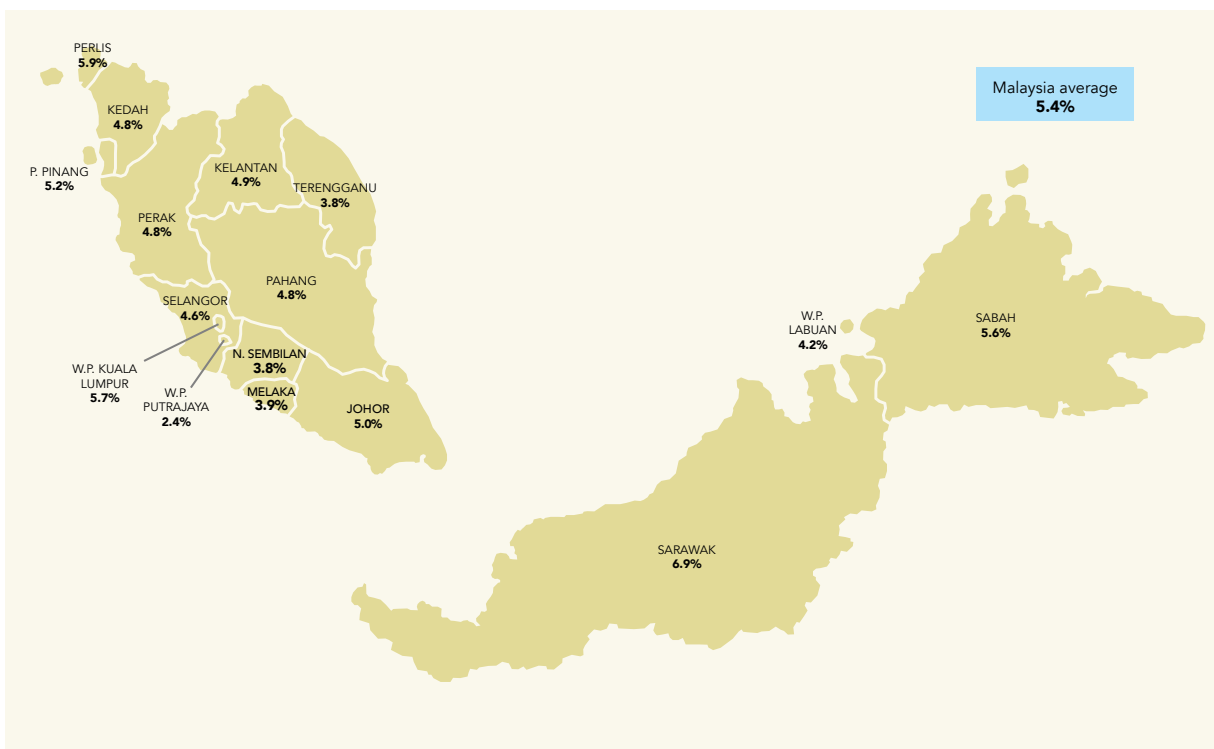 PERLIS
5.9%
Malaysia average
5.4%
KEDAH
4.8%
P. PINANG
5.2%
KELANTAN
4.9%
TERENGGANU
3.8%
PERAK
4.8%
PAHANG
4.8%
SELANGOR
4.6%
W.P.
LABUAN
4.2%
SABAH
5.6%
N. SEMBILAN
3.8%
W.P. KUALA
LUMPUR
5.7%
W.P.
PUTRAJAYA
2.4%
MELAKA
3.9%
JOHOR
5.0%
SARAWAK
6.9%